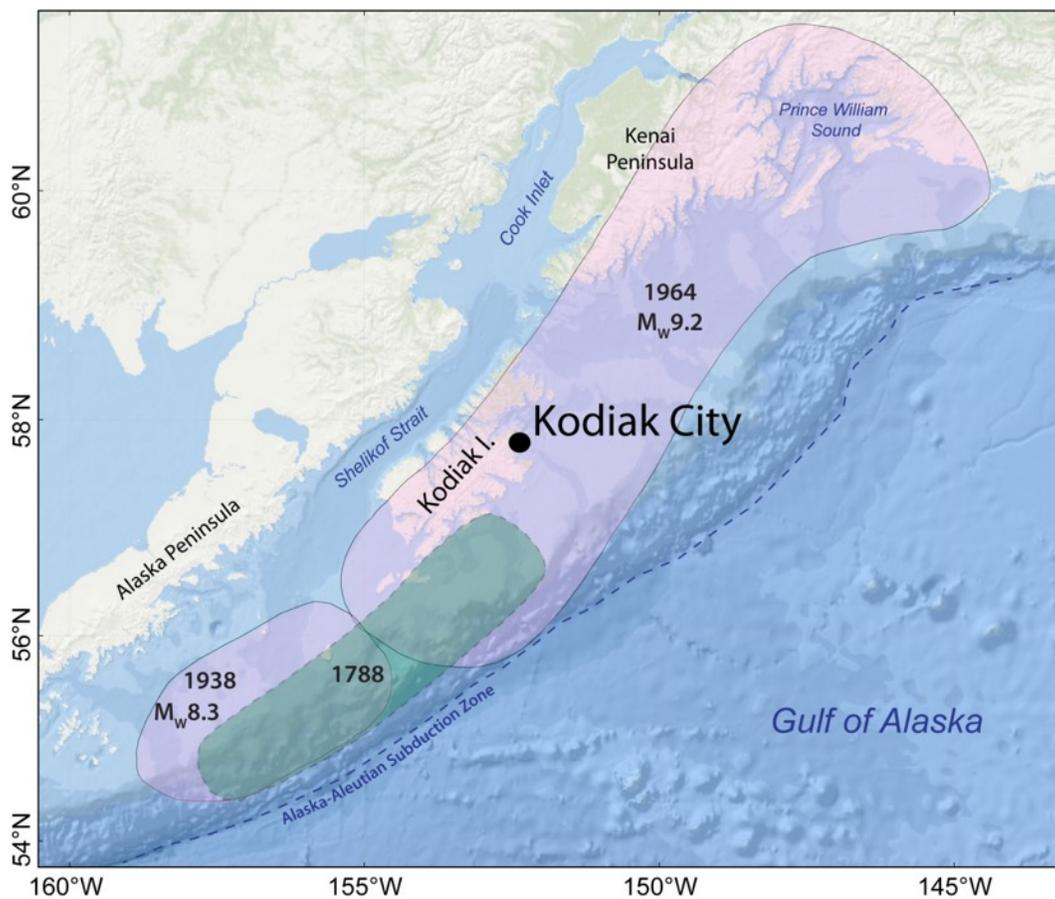 Prince William
Sound
Kenai
Peninsula
60°N
Cook Inlet
1964
Mw9.2
58°N
Kodiak City
Shelikof Strait
Kodiak I.
Alaska Peninsula
56°N
1788
1938
Mw8.3
Alaska-Aleutian Subduction Zone
Gulf of Alaska
54°N
160°W
155°W
150°W
145°W